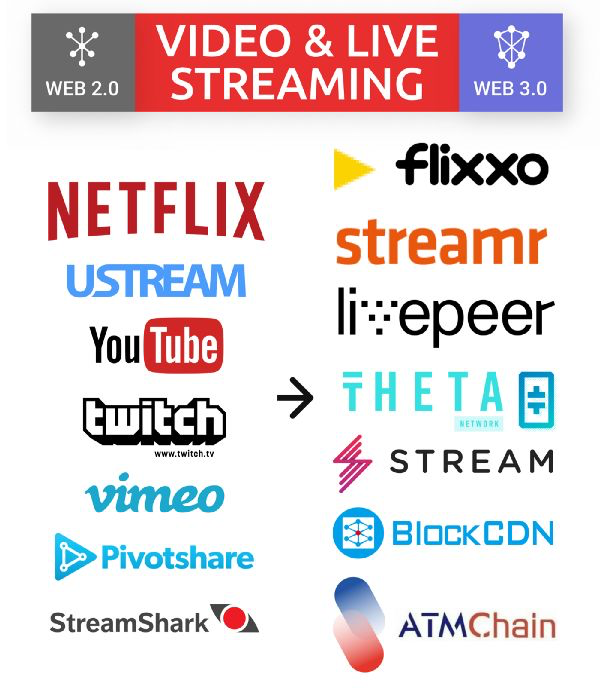 WEB 2.0
VIDEO & LIVE
STREAMING
WEB 3.0
NETFLIX
USTREAM
YouTube
twitch
www.twitch.tv
vimeo
Pivotshare
StreamShark
flixxo
streamr
livepeer
THETA
NETWORK
STREAM
BLOCKCDN
ATMChain